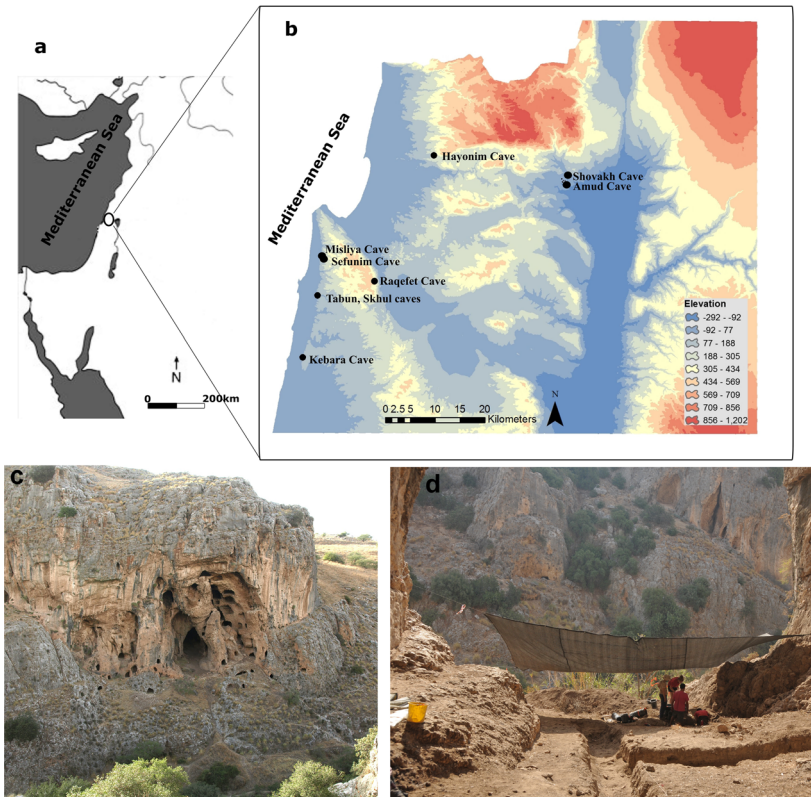 a
Mediterranean Sea
N
0 200km
b
Mediterranean Sea
Hayonim Cave
Shovakh Cave
Amud Cave
Misliya Cave
Sefunim Cave
Raqefet Cave
Tabun, Skhul caves
Kebara Cave
Elevation
-292 - -92
-92 - 77
77 - 188
188 - 305
305 - 434
434 - 569
569 - 709
709 - 856
856 - 1,202
N
0 2.5 5 10 15 20
Kilometers
c
d